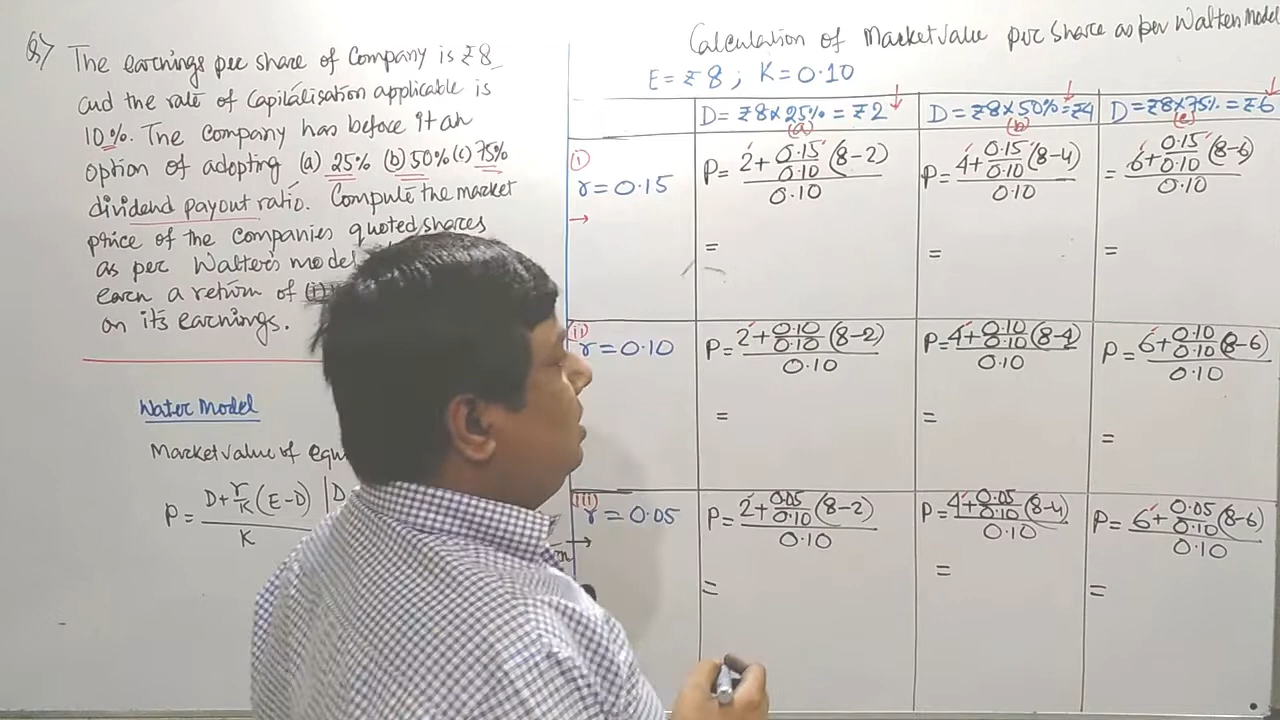 Q> The earnings per share of Company is ₹8
and the rate of Capitalisation applicable is
10%. The Company has before it an
option of adopting (a) 25% (b) 50% (c) 75%
dividend payout ratio. Compute the market
price of the Companies quoted shares
as per Walter's model
earn a return of (i)
on its earnings.
Water Model
Market value of equ
P = D + r/K (E-D) / K | D
Calculation of Market value per share as per Walter Model
E = ₹8 ; K = 0.10
D = ₹8 x 25% = ₹2 D = ₹8 x 50% = ₹4 D = ₹8 x 75% = ₹6
(a) (b) (c)
(i)
r = 0.15 P = 2 + 0.15/0.10 (8-2) / 0.10 P = 4 + 0.15/0.10 (8-4) / 0.10 = 6 + 0.15/0.10 (8-6) / 0.10
= = =
(ii)
r = 0.10 P = 2 + 0.10/0.10 (8-2) / 0.10 P = 4 + 0.10/0.10 (8-4) / 0.10 P = 6 + 0.10/0.10 (8-6) / 0.10
= = =
(iii)
r = 0.05 P = 2 + 0.05/0.10 (8-2) / 0.10 P = 4 + 0.05/0.10 (8-4) / 0.10 P = 6 + 0.05/0.10 (8-6) / 0.10
= = =